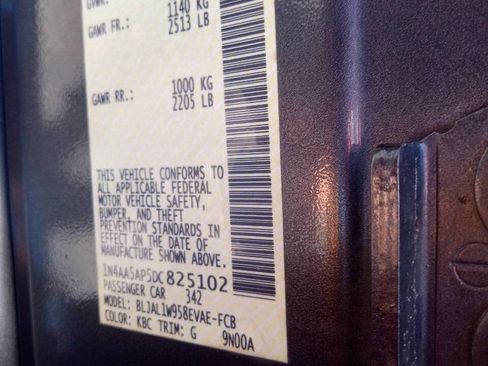 GVWR: 1140 KG
GAWR FR.: 2513 LB
GAWR RR.: 1000 KG
2205 LB
THIS VEHICLE CONFORMS TO
ALL APPLICABLE FEDERAL
MOTOR VEHICLE SAFETY,
BUMPER, AND THEFT
PREVENTION STANDARDS IN
EFFECT ON THE DATE OF
MANUFACTURE SHOWN ABOVE.
1N4AA5AP5DC825102
PASSENGER CAR 342
MODEL: BLJAL1W958EVAE-FCB
COLOR: KBC TRIM: G 9N00A